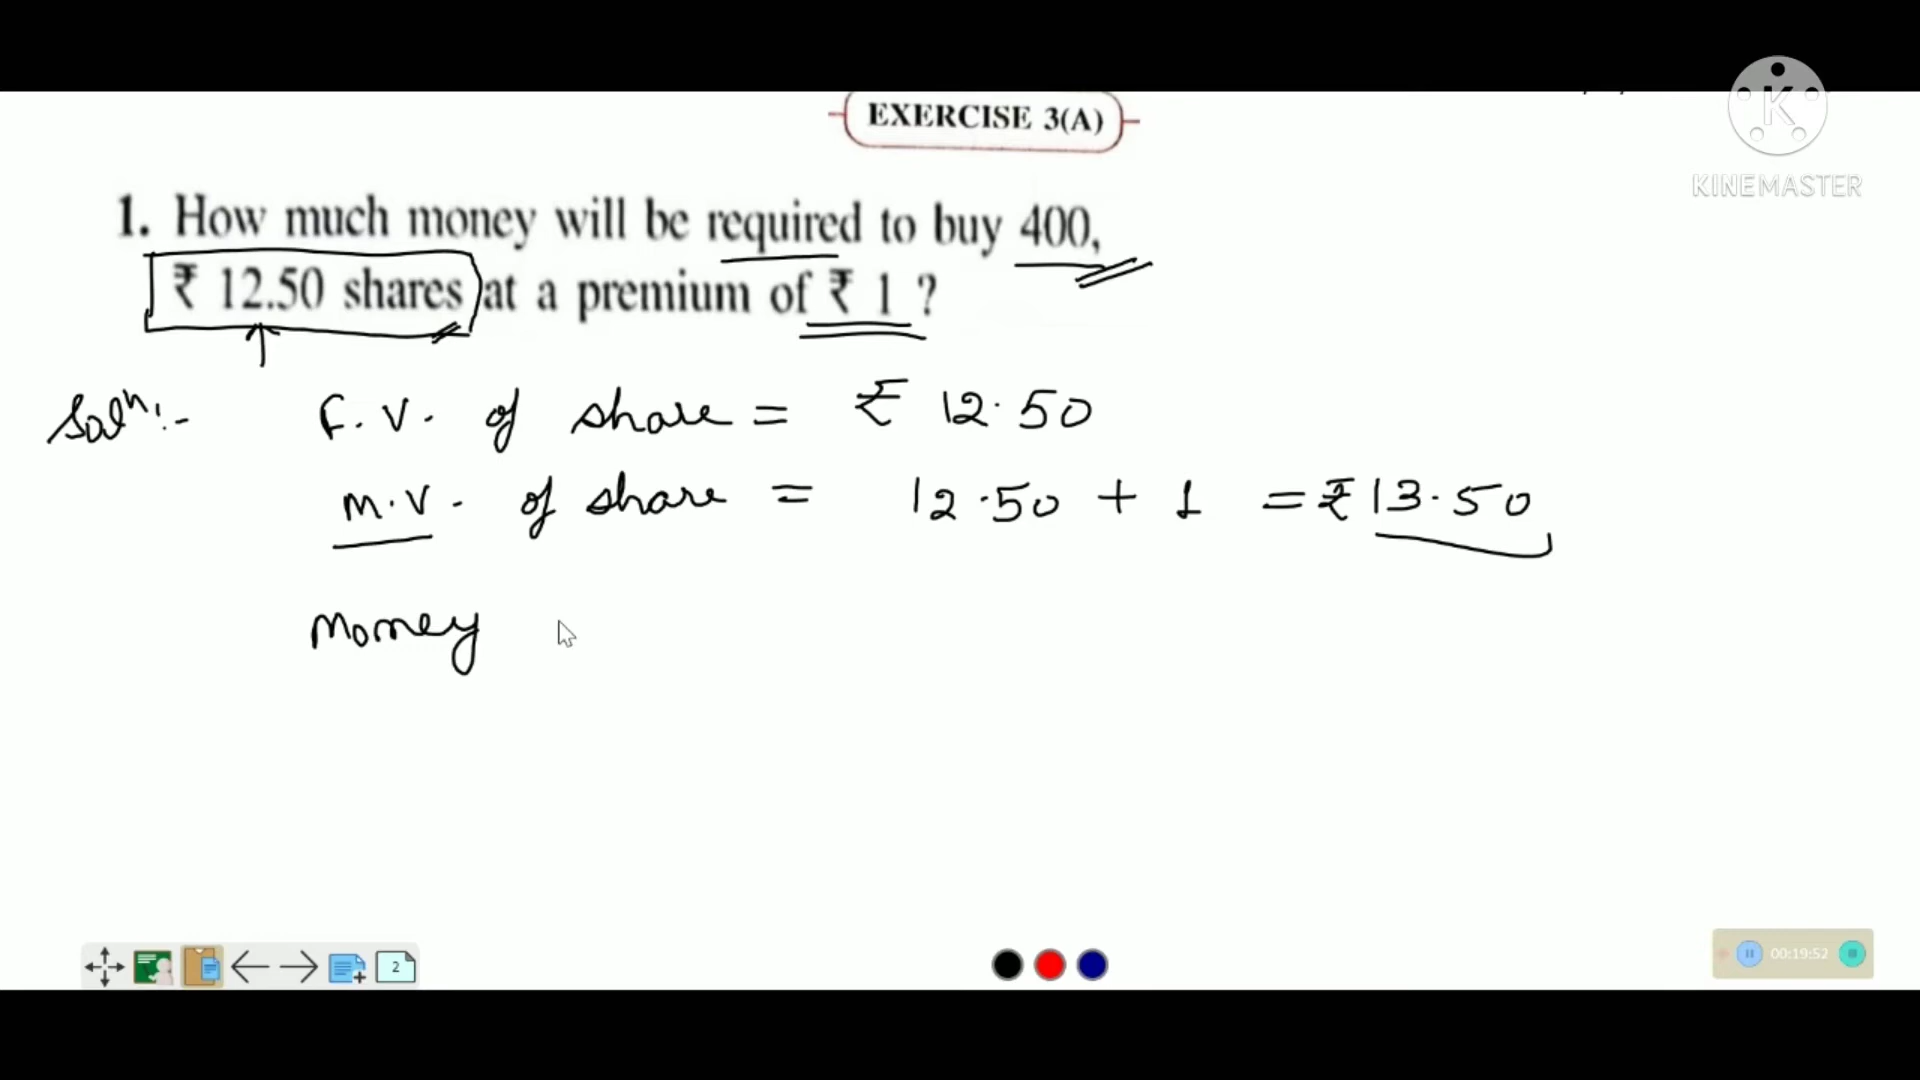 EXERCISE 3(A)
KINEMASTER
1. How much money will be required to buy 400,
₹ 12.50 shares at a premium of ₹ 1 ?
Solⁿ:-
F.V. of share = ₹ 12.50
M.V. of share = 12.50 + 1 = ₹ 13.50
Money
2
00:19:52